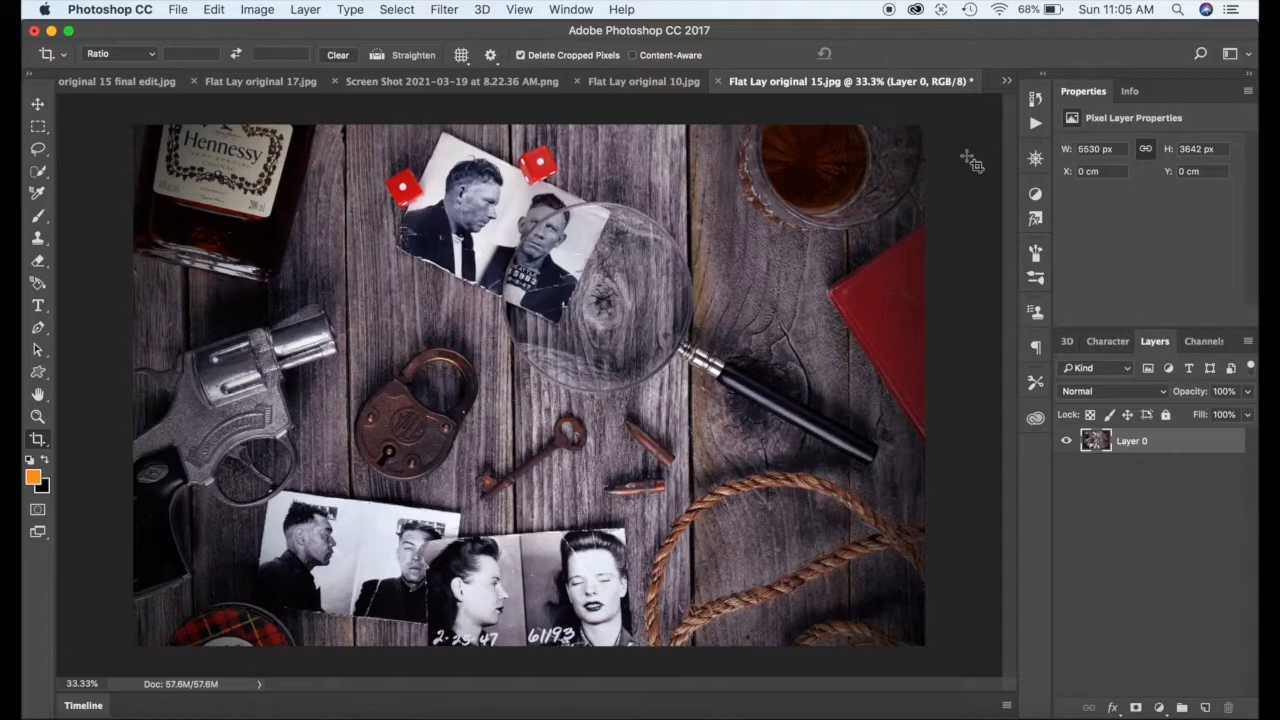 Photoshop CC File Edit Image Layer Type Select Filter 3D View Window Help 68% Sun 11:05 AM
Adobe Photoshop CC 2017
Ratio Clear Straighten Delete Cropped Pixels Content-Aware
original 15 final edit.jpg Flat Lay original 17.jpg Screen Shot 2021-03-19 at 8.22.36 AM.png Flat Lay original 10.jpg Flat Lay original 15.jpg @ 33.3% (Layer 0, RGB/8) *
Properties Info
Pixel Layer Properties
W: 5530 px H: 3642 px
X: 0 cm Y: 0 cm
Hennessy
COGNAC
3D Character Layers Channels
Kind
Normal Opacity: 100%
Lock: Fill: 100%
Layer 0
2-25-47 61193
33.33% Doc: 57.6M/57.6M
Timeline